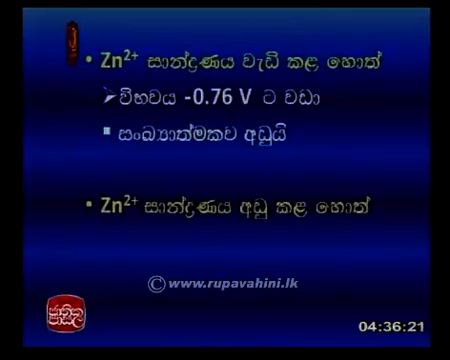 • Zn²⁺ සාන්ද්‍රණය වැඩි කළ හොත්
➤ විභවය -0.76 V ට වඩා
▪ සංඛ්‍යාත්මකව අඩුයි
• Zn²⁺ සාන්ද්‍රණය අඩු කළ හොත්
© www.rupavahini.lk
ජාතික
පාසල
04:36:21